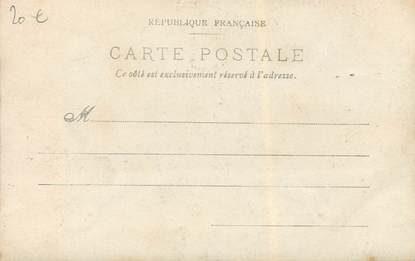 20 €
RÉPUBLIQUE FRANÇAISE
CARTE POSTALE
Ce côté est exclusivement réservé à l'adresse.
M